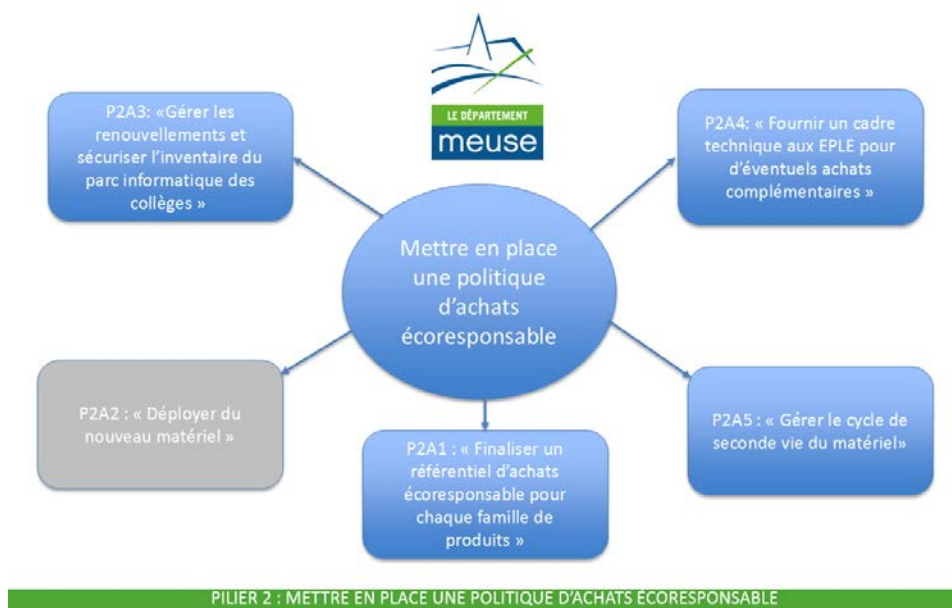 LE DÉPARTEMENT
meuse
P2A3: «Gérer les
renouvellements et
sécuriser l'inventaire du
parc informatique des
collèges »
P2A4: « Fournir un cadre
technique aux EPLE pour
d'éventuels achats
complémentaires »
Mettre en place
une politique
d'achats
écoresponsable
P2A2 : « Déployer du
nouveau matériel »
P2A1 : « Finaliser un
référentiel d'achats
écoresponsable pour
chaque famille de
produits »
P2A5 : « Gérer le cycle de
seconde vie du matériel»
PILIER 2 : METTRE EN PLACE UNE POLITIQUE D'ACHATS ÉCORESPONSABLE